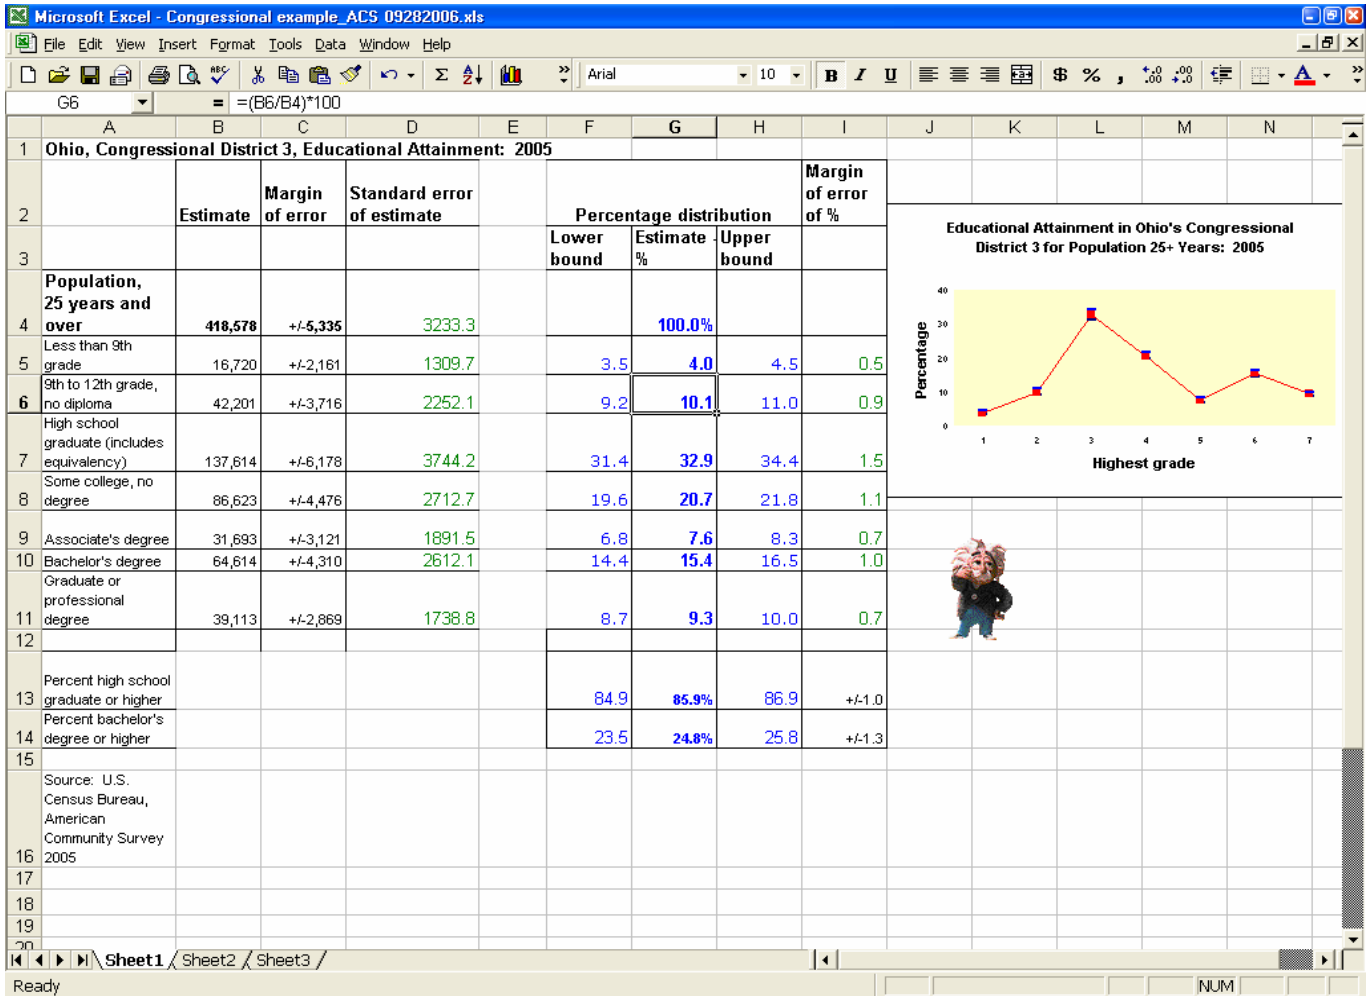 Microsoft Excel - Congressional example_ACS 09282006.xls
File Edit View Insert Format Tools Data Window Help
Arial 10 B I U $ % ,
G6 = =(B6/B4)*100
A B C D E F G H I J K L M N
1 Ohio, Congressional District 3, Educational Attainment: 2005
2 Estimate Margin of error Standard error of estimate Percentage distribution Margin of error of %
3 Lower bound Estimate - % Upper bound
4 Population, 25 years and over 418,578 +/-5,335 3233.3 100.0%
5 Less than 9th grade 16,720 +/-2,161 1309.7 3.5 4.0 4.5 0.5
6 9th to 12th grade, no diploma 42,201 +/-3,716 2252.1 9.2 10.1 11.0 0.9
7 High school graduate (includes equivalency) 137,614 +/-6,178 3744.2 31.4 32.9 34.4 1.5
8 Some college, no degree 86,623 +/-4,476 2712.7 19.6 20.7 21.8 1.1
9 Associate's degree 31,693 +/-3,121 1891.5 6.8 7.6 8.3 0.7
10 Bachelor's degree 64,614 +/-4,310 2612.1 14.4 15.4 16.5 1.0
11 Graduate or professional degree 39,113 +/-2,869 1738.8 8.7 9.3 10.0 0.7
12
13 Percent high school graduate or higher 84.9 85.9% 86.9 +/-1.0
14 Percent bachelor's degree or higher 23.5 24.8% 25.8 +/-1.3
15
16 Source: U.S. Census Bureau, American Community Survey 2005
17
18
19
20
Educational Attainment in Ohio's Congressional
District 3 for Population 25+ Years: 2005
Percentage
40
30
20
10
0
1 2 3 4 5 6 7
Highest grade
Sheet1 Sheet2 Sheet3
Ready NUM